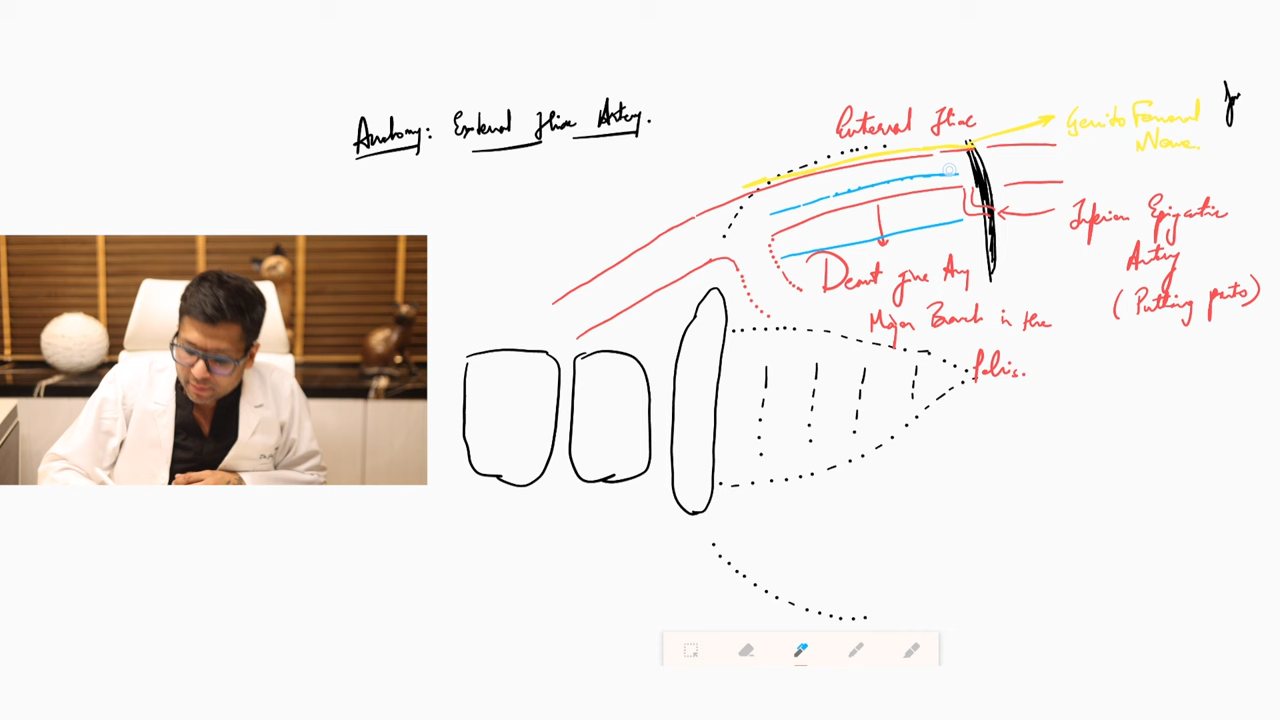 Anatomy: External Iliac Artery.
External Iliac
Genito Femoral
Nerve.
Inferior Epigastric
Artery
(Putting parts)
Doesnt give Any
Major Branch in the
Pelvis.